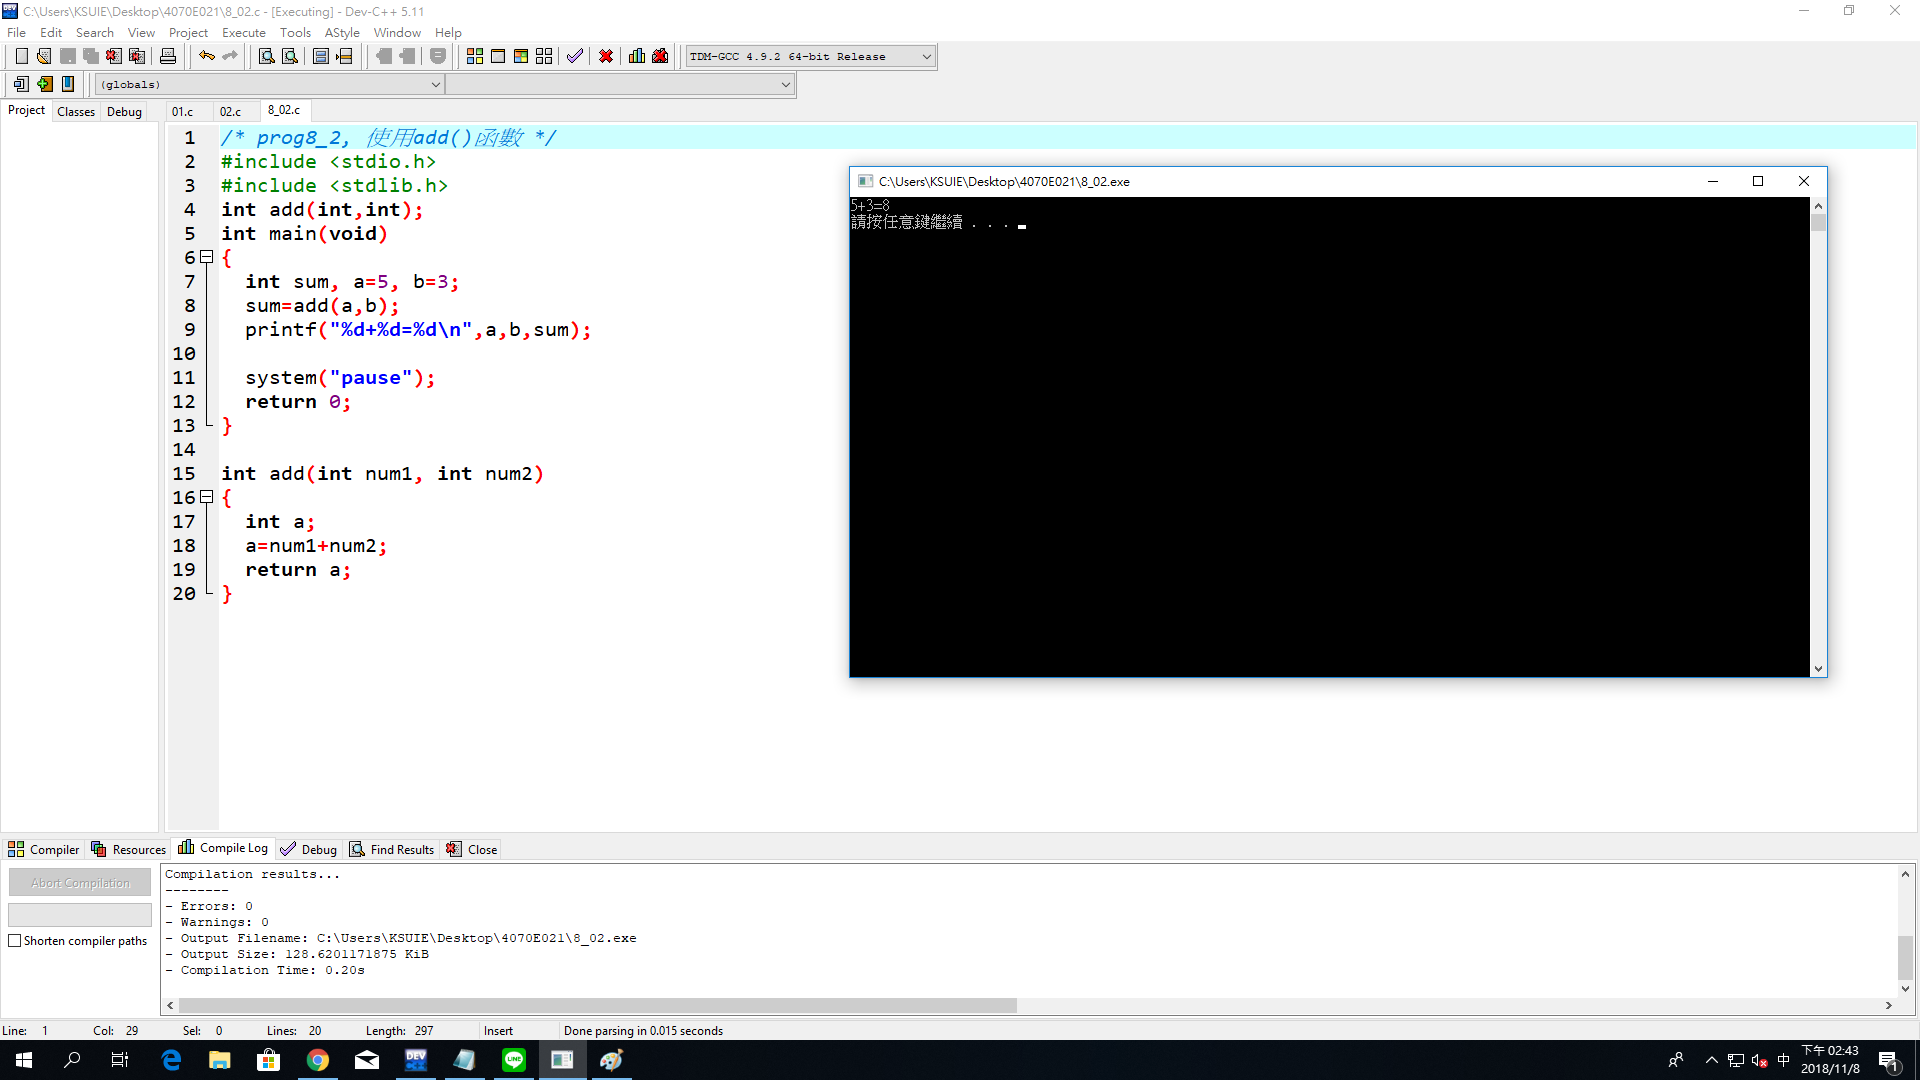 C:\Users\KSUIE\Desktop\4070E021\8_02.c - [Executing] - Dev-C++ 5.11
File Edit Search View Project Execute Tools AStyle Window Help
TDM-GCC 4.9.2 64-bit Release
(globals)
Project Classes Debug 01.c 02.c 8_02.c
1 /* prog8_2, 使用add()函數 */
2 #include <stdio.h>
3 #include <stdlib.h>
4 int add(int,int);
5 int main(void)
6 {
7 int sum, a=5, b=3;
8 sum=add(a,b);
9 printf("%d+%d=%d\n",a,b,sum);
10
11 system("pause");
12 return 0;
13 }
14
15 int add(int num1, int num2)
16 {
17 int a;
18 a=num1+num2;
19 return a;
20 }
C:\Users\KSUIE\Desktop\4070E021\8_02.exe
5+3=8
請按任意鍵繼續 . . .
Compiler Resources Compile Log Debug Find Results Close
Abort Compilation
Shorten compiler paths
Compilation results...
--------
- Errors: 0
- Warnings: 0
- Output Filename: C:\Users\KSUIE\Desktop\4070E021\8_02.exe
- Output Size: 128.6201171875 KiB
- Compilation Time: 0.20s
Line: 1 Col: 29 Sel: 0 Lines: 20 Length: 297 Insert Done parsing in 0.015 seconds
DEV
LINE
中
下午 02:43
2018/11/8
1